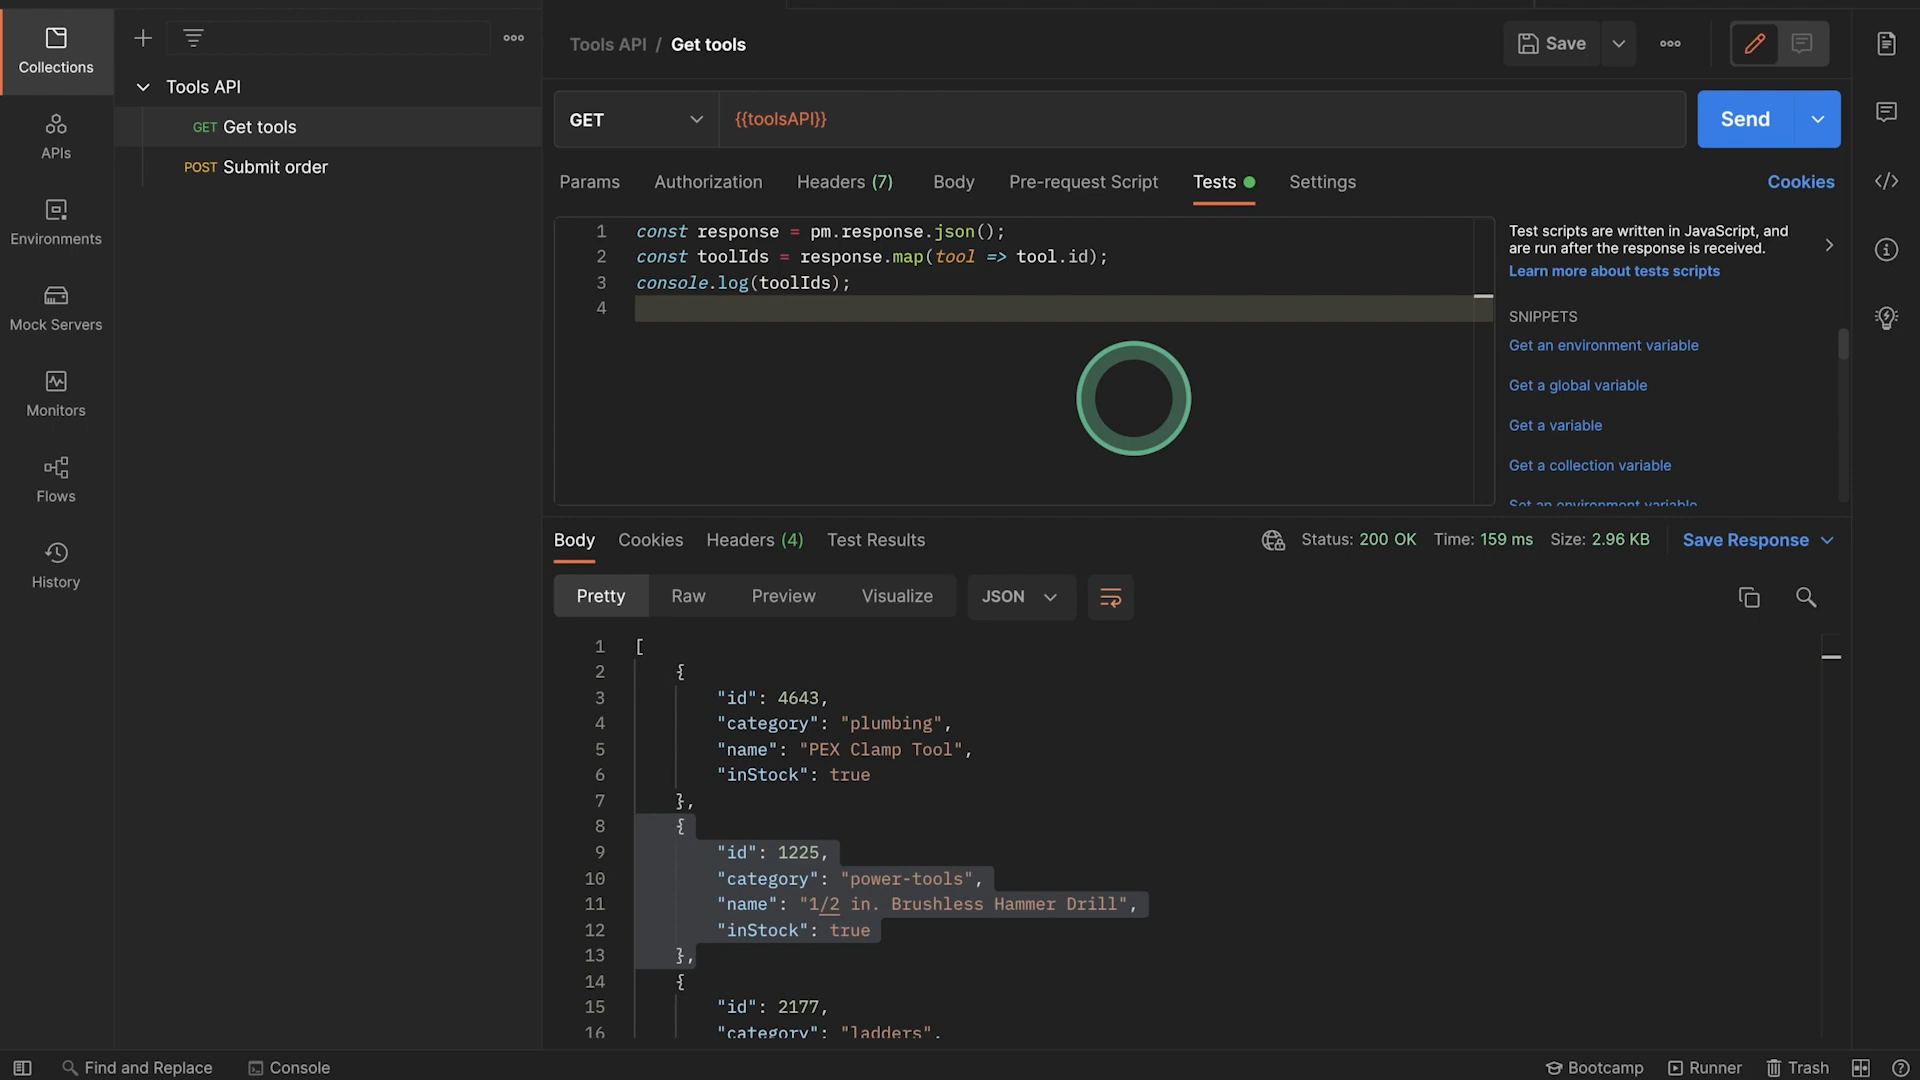 Collections
APIs
Environments
Mock Servers
Monitors
Flows
History
Tools API
GET Get tools
POST Submit order
Tools API / Get tools
Save
GET
{{toolsAPI}}
Send
Params
Authorization
Headers (7)
Body
Pre-request Script
Tests
Settings
Cookies
1 const response = pm.response.json();
2 const toolIds = response.map(tool => tool.id);
3 console.log(toolIds);
4
Test scripts are written in JavaScript, and
are run after the response is received.
Learn more about tests scripts
SNIPPETS
Get an environment variable
Get a global variable
Get a variable
Get a collection variable
Set an environment variable
Body
Cookies
Headers (4)
Test Results
Status: 200 OK
Time: 159 ms
Size: 2.96 KB
Save Response
Pretty
Raw
Preview
Visualize
JSON
1 [
2 {
3 "id": 4643,
4 "category": "plumbing",
5 "name": "PEX Clamp Tool",
6 "inStock": true
7 },
8 {
9 "id": 1225,
10 "category": "power-tools",
11 "name": "1/2 in. Brushless Hammer Drill",
12 "inStock": true
13 },
14 {
15 "id": 2177,
16 "category": "ladders",
Find and Replace
Console
Bootcamp
Runner
Trash